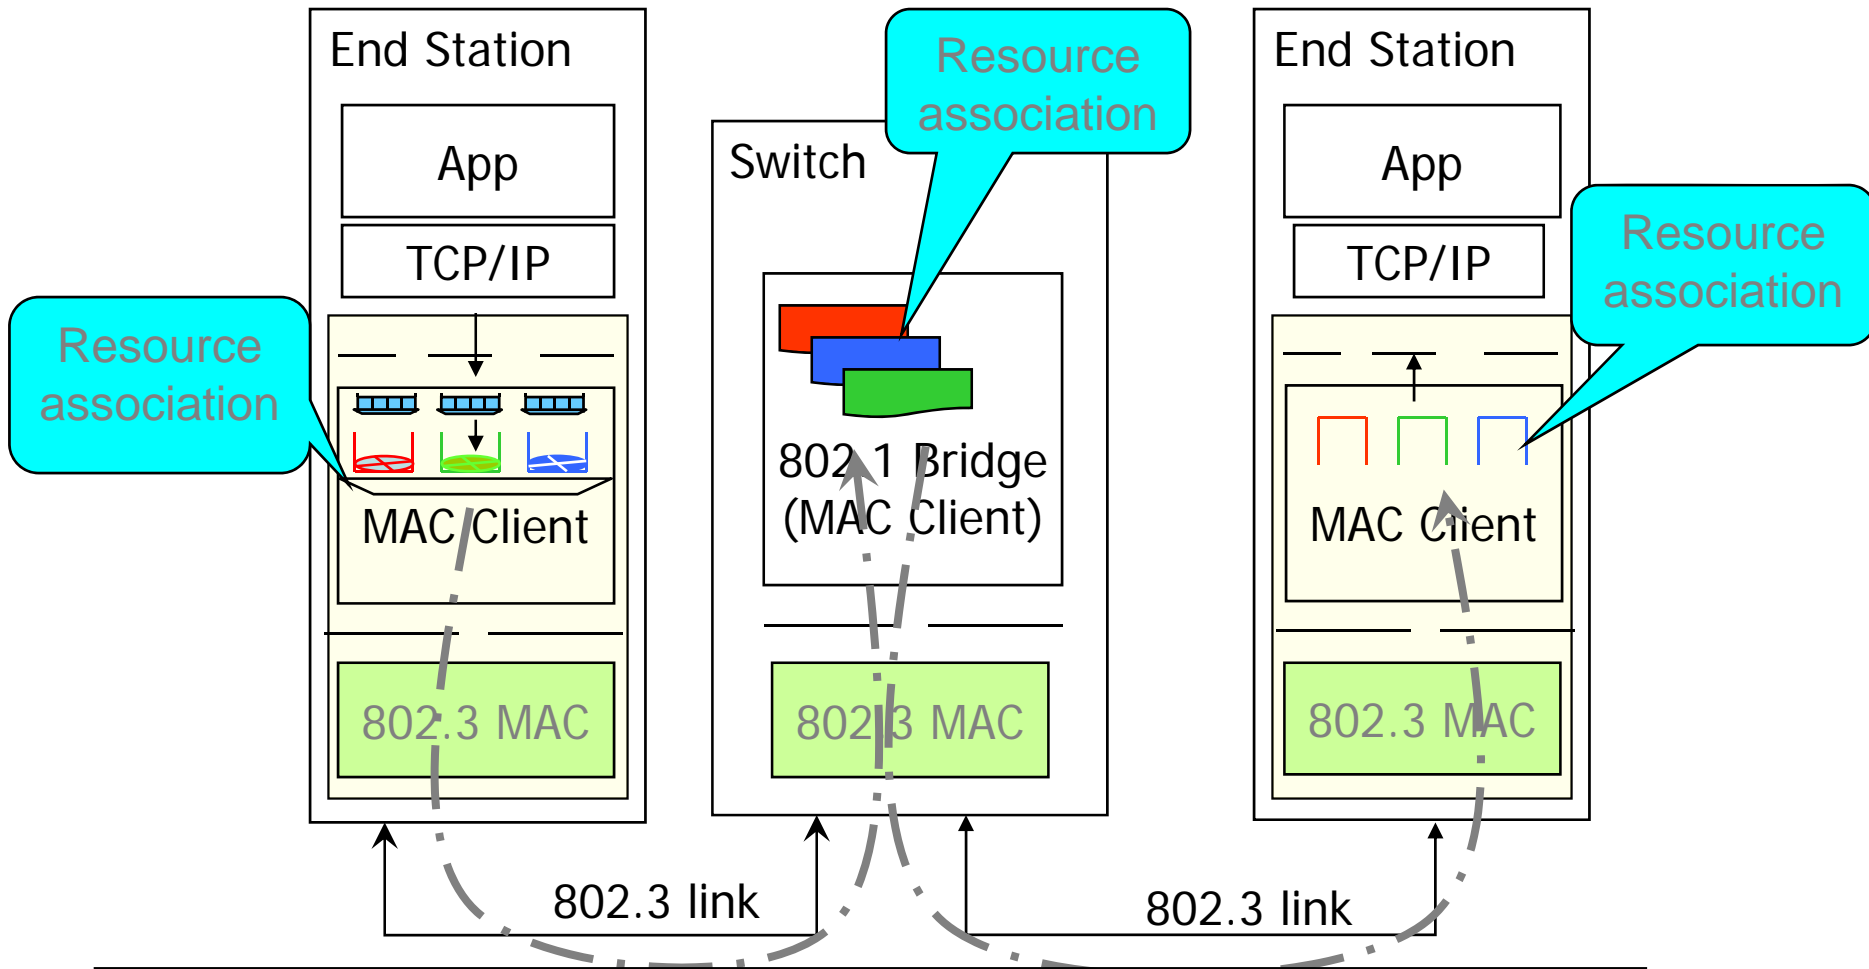 End Station
App
TCP/IP
Resource
association
MAC Client
802.3 MAC
Resource
association
Switch
802.1 Bridge
(MAC Client)
802.3 MAC
End Station
App
TCP/IP
Resource
association
MAC Client
802.3 MAC
802.3 link
802.3 link